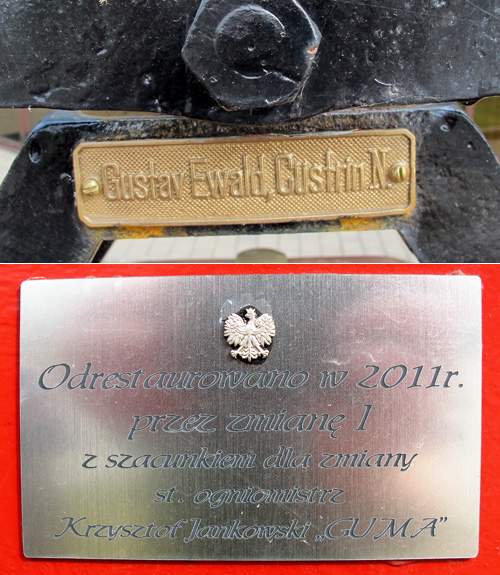 Gustav Ewald, Cüstrin N.
Odrestaurowano w 2011r.
przez zmianę I
z szacunkiem dla zmiany
st. ogniomistrz
Krzysztof Jankowski „GUMA”